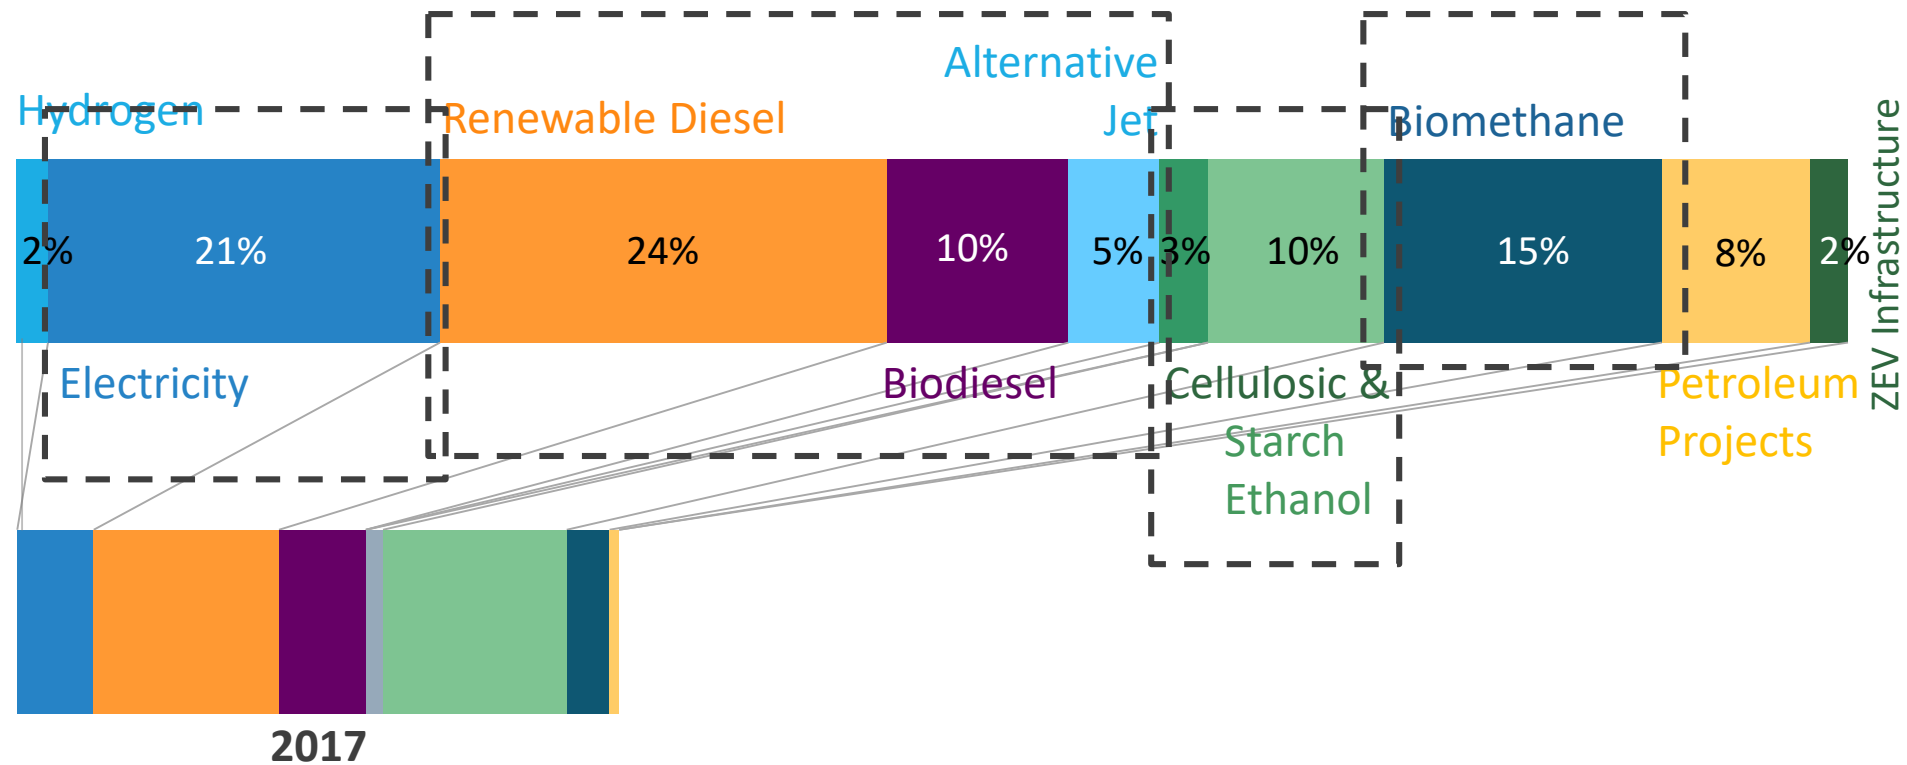 Alternative
Jet
Hydrogen
Renewable Diesel
Biomethane
ZEV Infrastructure
2%
21%
24%
10%
5%
3%
10%
15%
8%
2%
Electricity
Biodiesel
Cellulosic &
Starch
Ethanol
Petroleum
Projects
2017